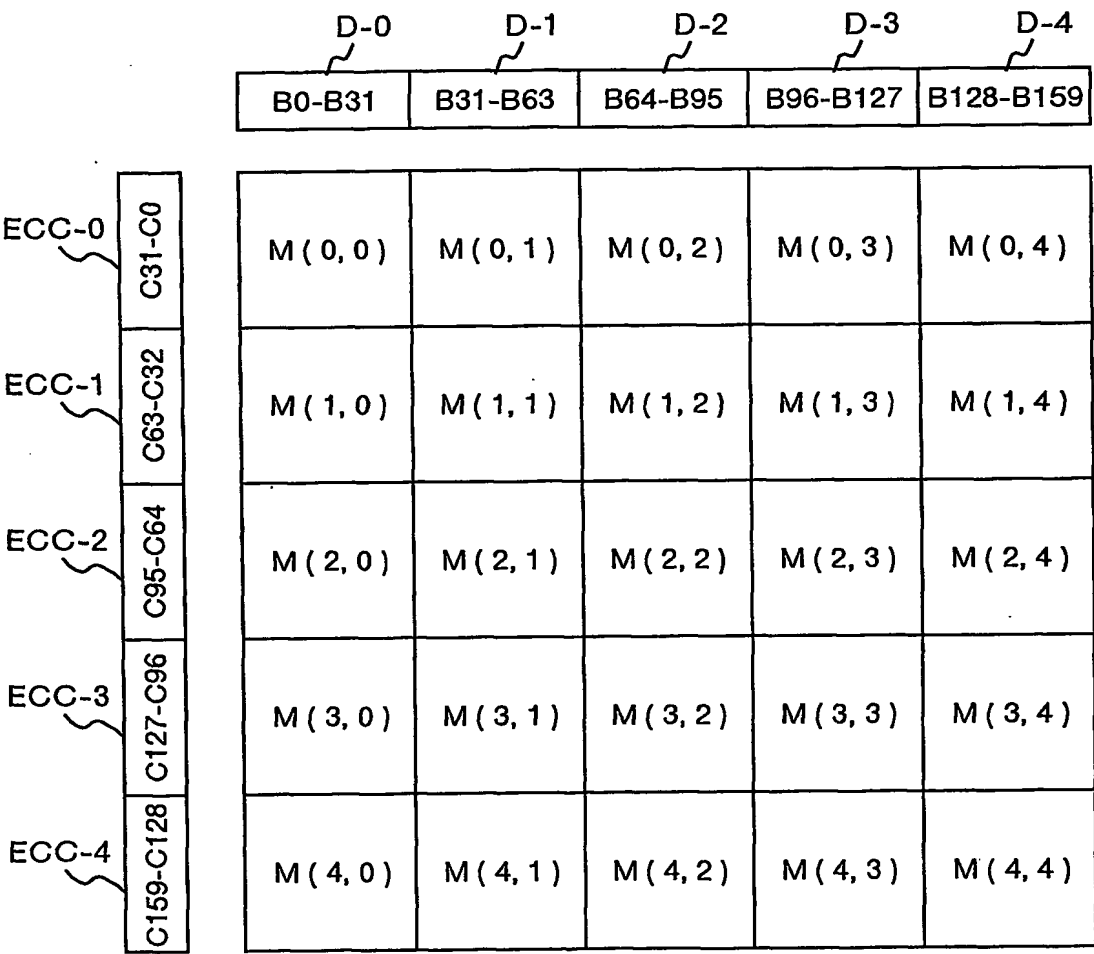 D-0 D-1 D-2 D-3 D-4
B0-B31 B31-B63 B64-B95 B96-B127 B128-B159
ECC-0 C31-C0 M ( 0, 0 ) M ( 0, 1 ) M ( 0, 2 ) M ( 0, 3 ) M ( 0, 4 )
ECC-1 C63-C32 M ( 1, 0 ) M ( 1, 1 ) M ( 1, 2 ) M ( 1, 3 ) M ( 1, 4 )
ECC-2 C95-C64 M ( 2, 0 ) M ( 2, 1 ) M ( 2, 2 ) M ( 2, 3 ) M ( 2, 4 )
ECC-3 C127-C96 M ( 3, 0 ) M ( 3, 1 ) M ( 3, 2 ) M ( 3, 3 ) M ( 3, 4 )
ECC-4 C159-C128 M ( 4, 0 ) M ( 4, 1 ) M ( 4, 2 ) M ( 4, 3 ) M ( 4, 4 )